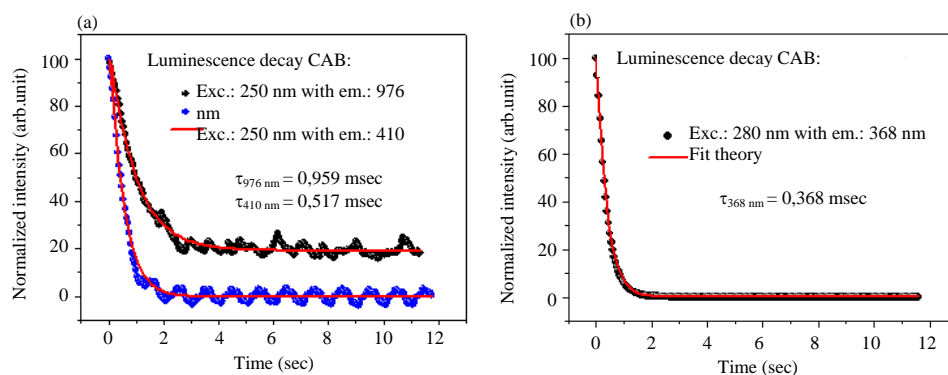 (a)
Normalized intensity (arb.unit)
100
80
60
40
20
0
Luminescence decay CAB:
Exc.: 250 nm with em.: 976
nm
Exc.: 250 nm with em.: 410
τ976 nm = 0,959 msec
τ410 nm = 0,517 msec
0 2 4 6 8 10 12
Time (sec)
(b)
Normalized intensity (arb.unit)
100
80
60
40
20
0
Luminescence decay CAB:
Exc.: 280 nm with em.: 368 nm
Fit theory
τ368 nm = 0,368 msec
0 2 4 6 8 10 12
Time (sec)